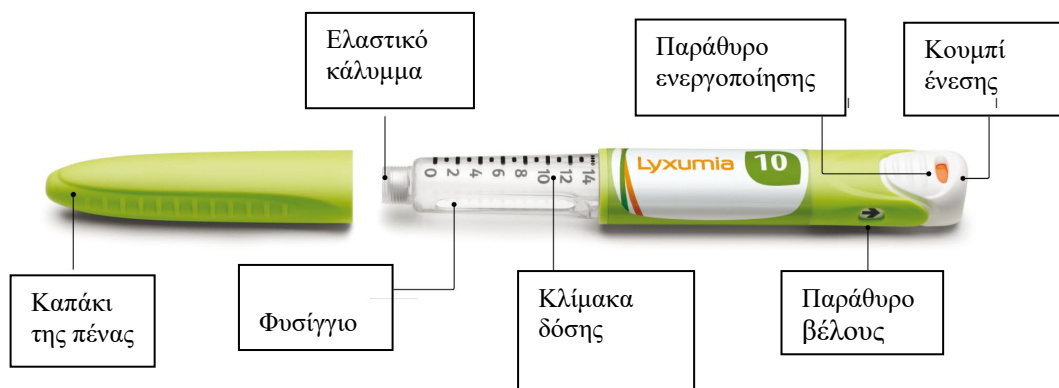 Ελαστικό
κάλυμμα
Παράθυρο
ενεργοποίησης
Κουμπί
ένεσης
0 2 4 6 8 10 12 14
Lyxumia 10
Καπάκι
της πένας
Φυσίγγιο
Κλίμακα
δόσης
Παράθυρο
βέλους